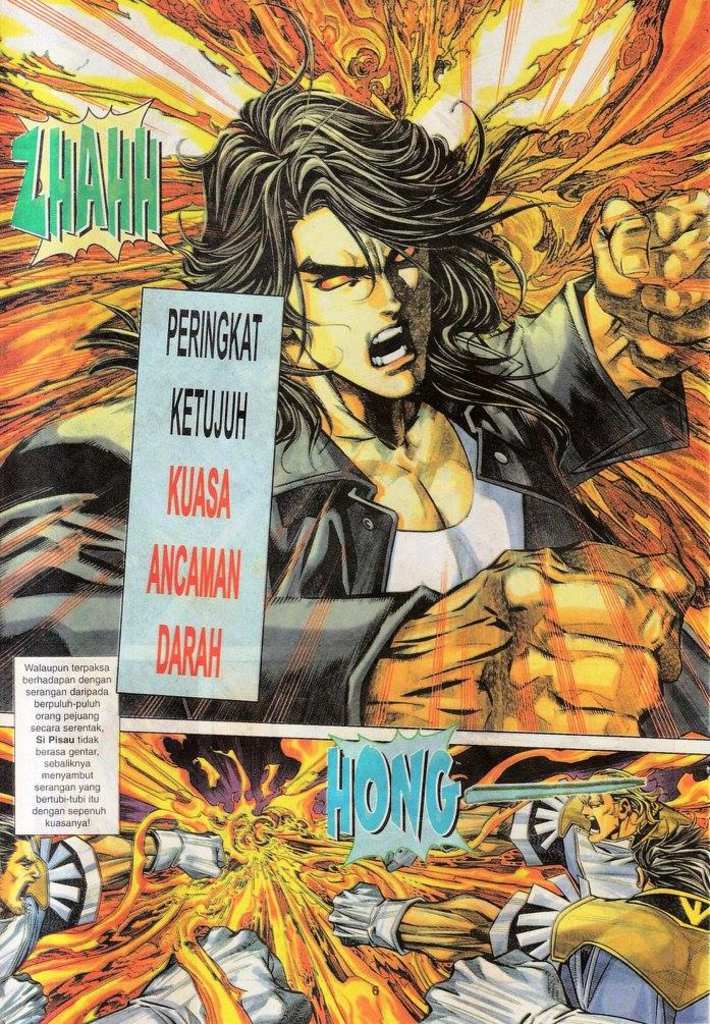 ZHAHH
PERINGKAT
KETUJUH
KUASA
ANCAMAN
DARAH
Walaupun terpaksa
berhadapan dengan
serangan daripada
berpuluh-puluh
orang pejuang
secara serentak,
Si Pisau tidak
berasa gentar,
sebaliknya
menyambut
serangan yang
bertubi-tubi itu
dengan sepenuh
kuasanya!
HONG
6